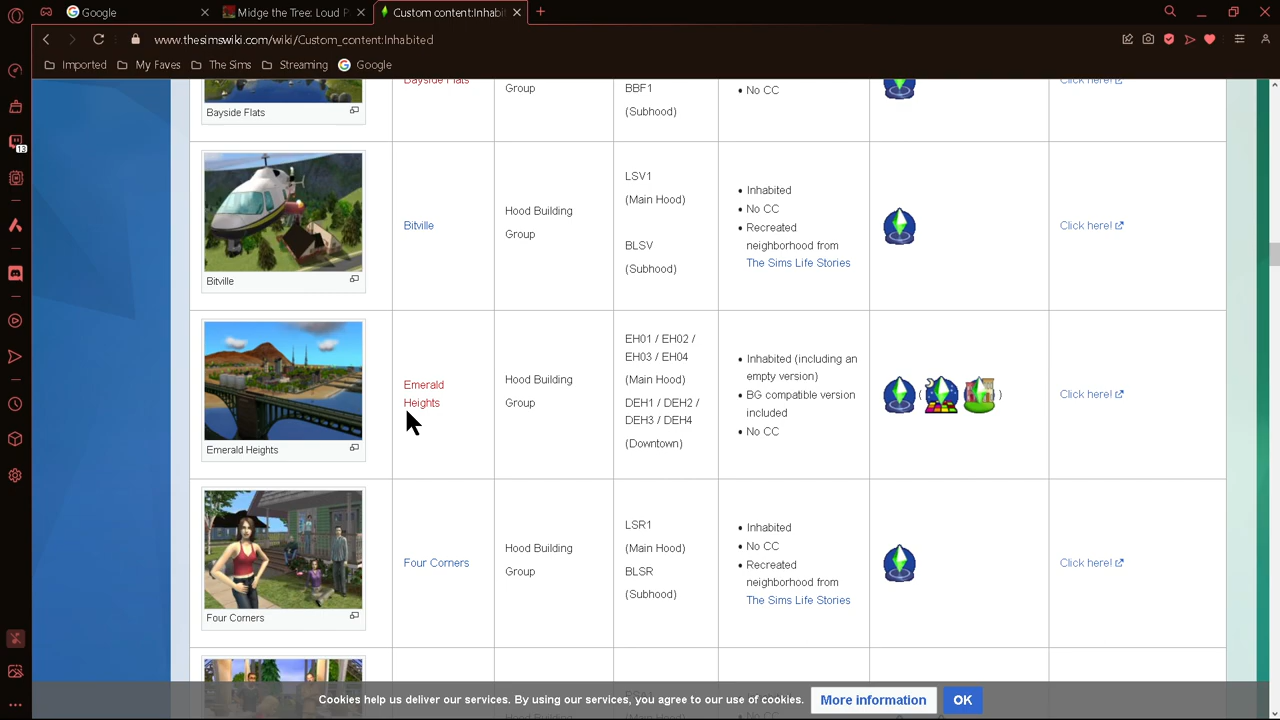 Google
Midge the Tree: Loud P
Custom content:Inhabi
www.thesimswiki.com/wiki/Custom_content:Inhabited
Imported
My Faves
The Sims
Streaming
Google
13
Bayside Flats
Bayside Flats
Group
BBF1
(Subhood)
• No CC
Click here!
Bitville
Bitville
Hood Building
Group
LSV1
(Main Hood)
BLSV
(Subhood)
• Inhabited
• No CC
• Recreated
neighborhood from
The Sims Life Stories
Click here!
Emerald Heights
Emerald
Heights
Hood Building
Group
EH01 / EH02 /
EH03 / EH04
(Main Hood)
DEH1 / DEH2 /
DEH3 / DEH4
(Downtown)
• Inhabited (including an
empty version)
• BG compatible version
included
• No CC
( )
Click here!
Four Corners
Four Corners
Hood Building
Group
LSR1
(Main Hood)
BLSR
(Subhood)
• Inhabited
• No CC
• Recreated
neighborhood from
The Sims Life Stories
Click here!
Cookies help us deliver our services. By using our services, you agree to our use of cookies.
More information
OK